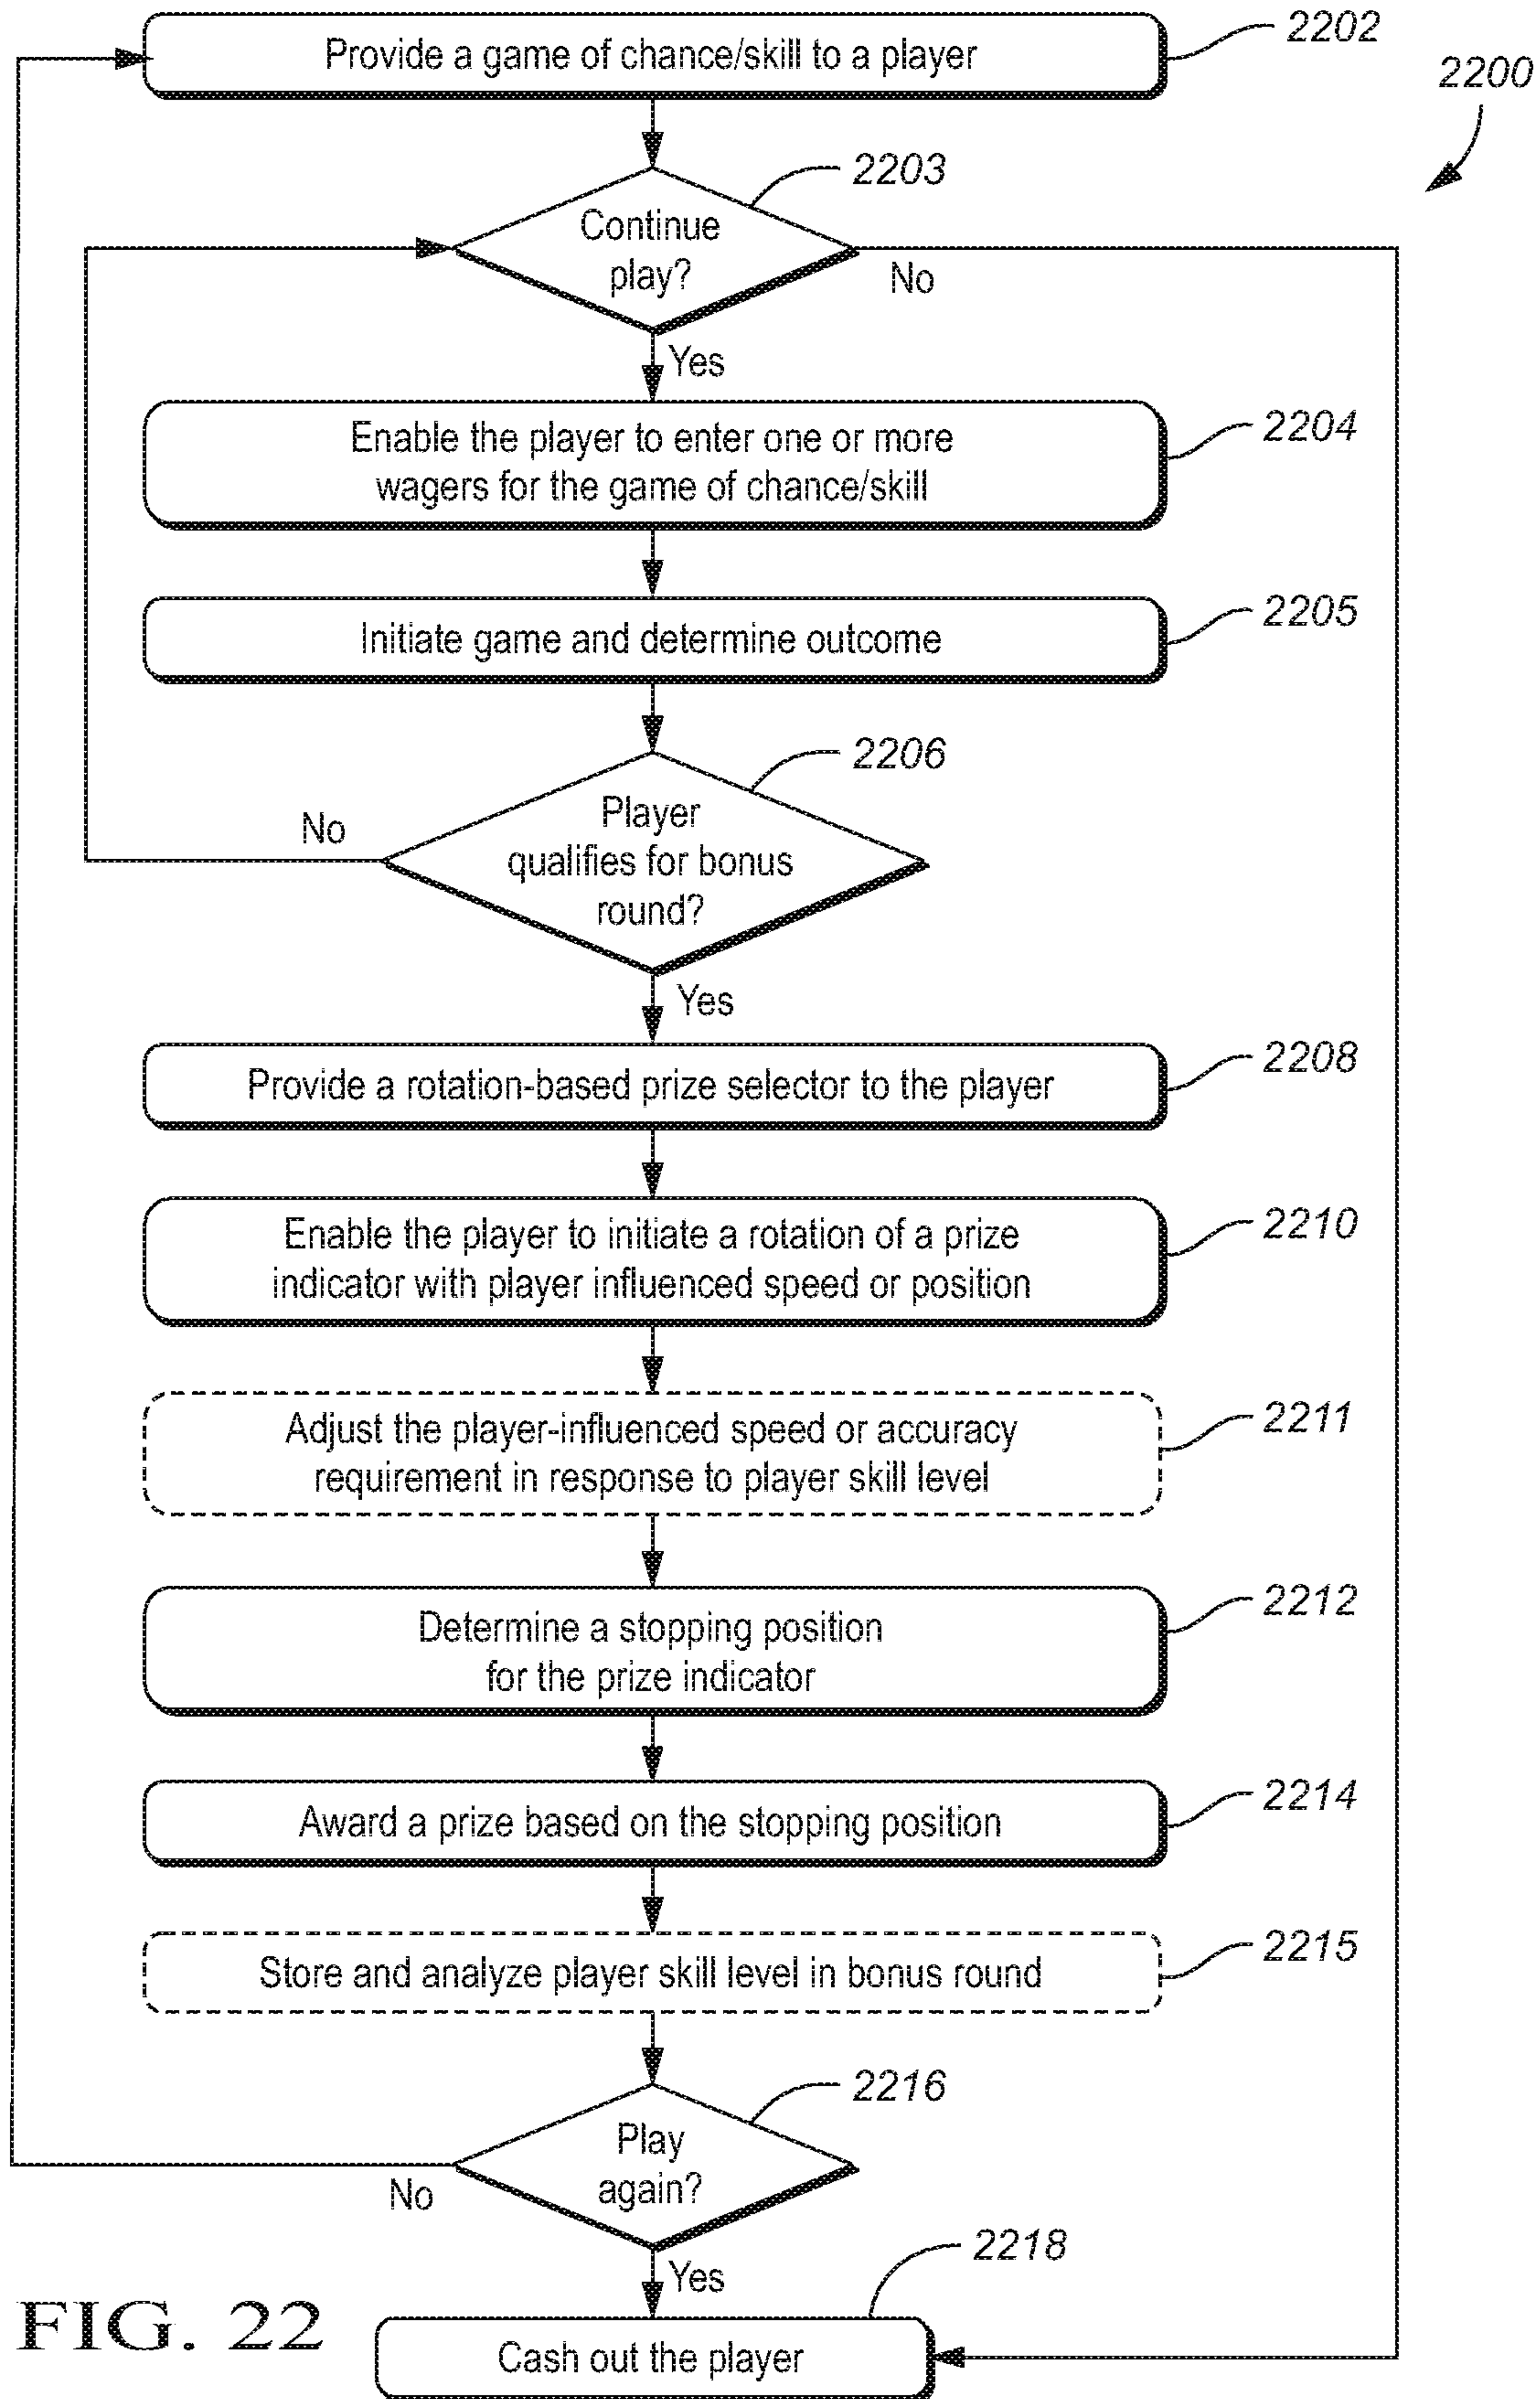 Provide a game of chance/skill to a player
2202
2200
2203
Continue
play?
No
Yes
Enable the player to enter one or more
wagers for the game of chance/skill
2204
Initiate game and determine outcome
2205
2206
Player
qualifies for bonus
round?
No
Yes
Provide a rotation-based prize selector to the player
2208
Enable the player to initiate a rotation of a prize
indicator with player influenced speed or position
2210
Adjust the player-influenced speed or accuracy
requirement in response to player skill level
2211
Determine a stopping position
for the prize indicator
2212
Award a prize based on the stopping position
2214
Store and analyze player skill level in bonus round
2215
2216
Play
again?
No
Yes
2218
Cash out the player
FIG. 22